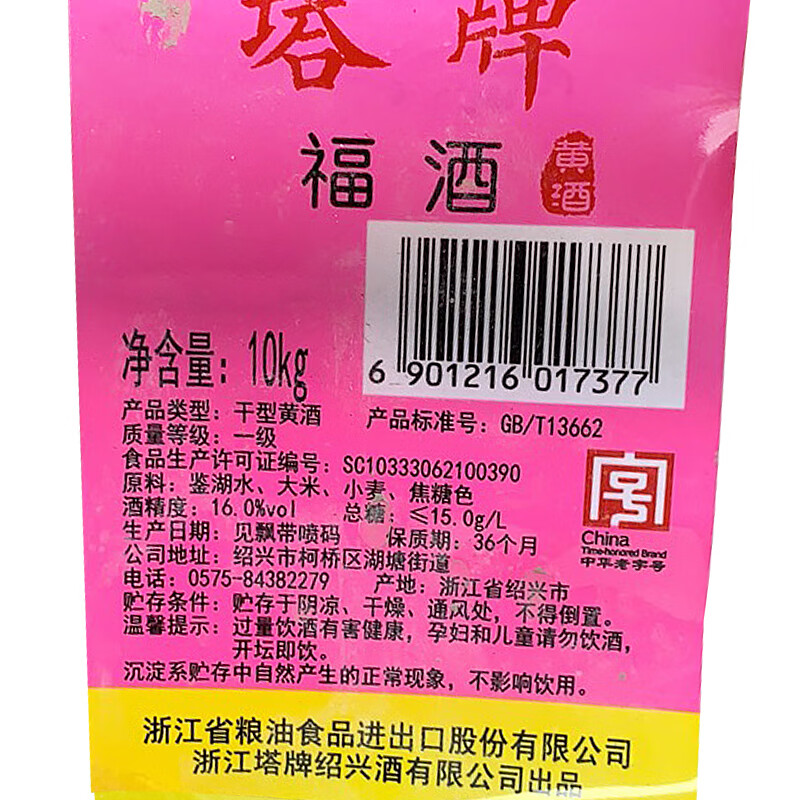 塔牌
福酒 黄酒
6 901216 017377
净含量：10kg
产品类型：干型黄酒 产品标准号：GB/T13662
质量等级：一级
食品生产许可证编号：SC10333062100390
原料：鉴湖水、大米、小麦、焦糖色
酒精度：16.0%vol 总糖：≤15.0g/L
生产日期：见飘带喷码 保质期：36个月
公司地址：绍兴市柯桥区湖塘街道
电话：0575-84382279 产地：浙江省绍兴市
贮存条件：贮存于阴凉、干燥、通风处，不得倒置。
温馨提示：过量饮酒有害健康，孕妇和儿童请勿饮酒，
开坛即饮。
沉淀系贮存中自然产生的正常现象，不影响饮用。
China
Time-honored Brand
中华老字号
浙江省粮油食品进出口股份有限公司
浙江塔牌绍兴酒有限公司出品